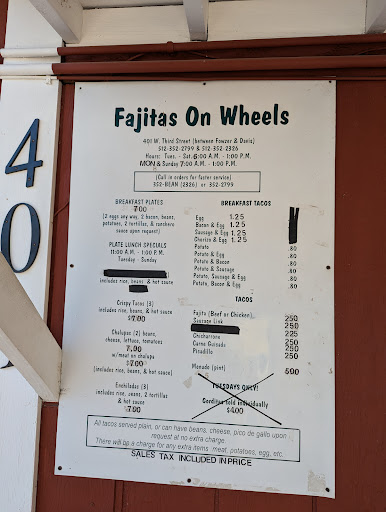 40
Fajitas On Wheels
401 W. Third Street (between Fowzer & Davis)
512-352-2799 & 512-352-2326
Hours: Tues. - Sat. 6:00 A.M. - 1:00 P.M.
MON & Sunday 7:00 A.M. - 1:00 P.M.
(Call in orders for faster service)
352-BEAN (2326) or 352-2799
BREAKFAST PLATES
7.00
(2 eggs any way, 2 bacon, beans,
potatoes, 2 tortillas, & ranchero
sauce upon request)
PLATE LUNCH SPECIALS
11:00 A.M. - 1:00 P.M.
Tuesday - Sunday
(includes rice, beans, & hot sauce
Crispy Tacos (3)
(includes rice, beans, & hot sauce
$7.00
Chalupas (2) beans,
cheese, lettuce, tomatoes
7.00
w/meat on chalupa
$7.00
(includes rice, beans, & hot sauce)
Enchiladas (3)
(includes rice, beans, 2 tortillas
& hot sauce
$7.00
BREAKFAST TACOS
Egg 1.25
Bacon & Egg 1.25
Sausage & Egg 1.25
Chorizo & Egg 1.25
Potato .80
Potato & Egg .80
Potato & Bacon .80
Potato & Sausage .80
Potato, Sausage & Egg .80
Potato, Bacon & Egg .80
TACOS
Fajita (Beef or Chicken) 250
Sausage Link 250
250
Chicharrons 225
Carne Guisada 250
Picadillo 250
Menudo (pint) 500
TUESDAYS ONLY!
Gorditas sold individually
$4.00
All tacos served plain, or can have beans, cheese, pico de gallo upon
request at no extra charge.
There will be a charge for any extra items meat, potatoes, egg, etc.
SALES TAX INCLUDED IN PRICE